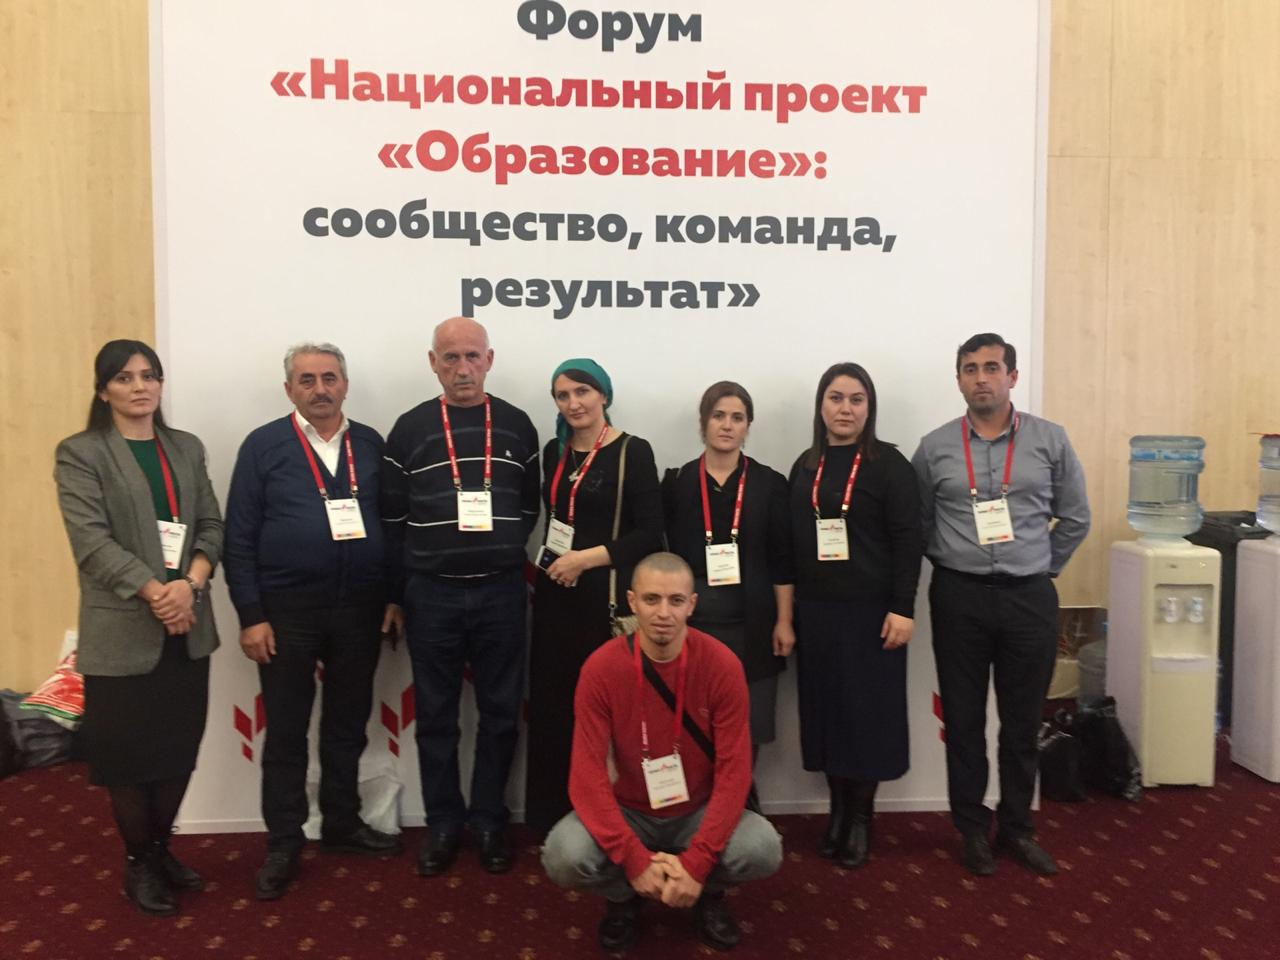 Форум
«Национальный проект
«Образование»:
сообщество, команда,
результат»